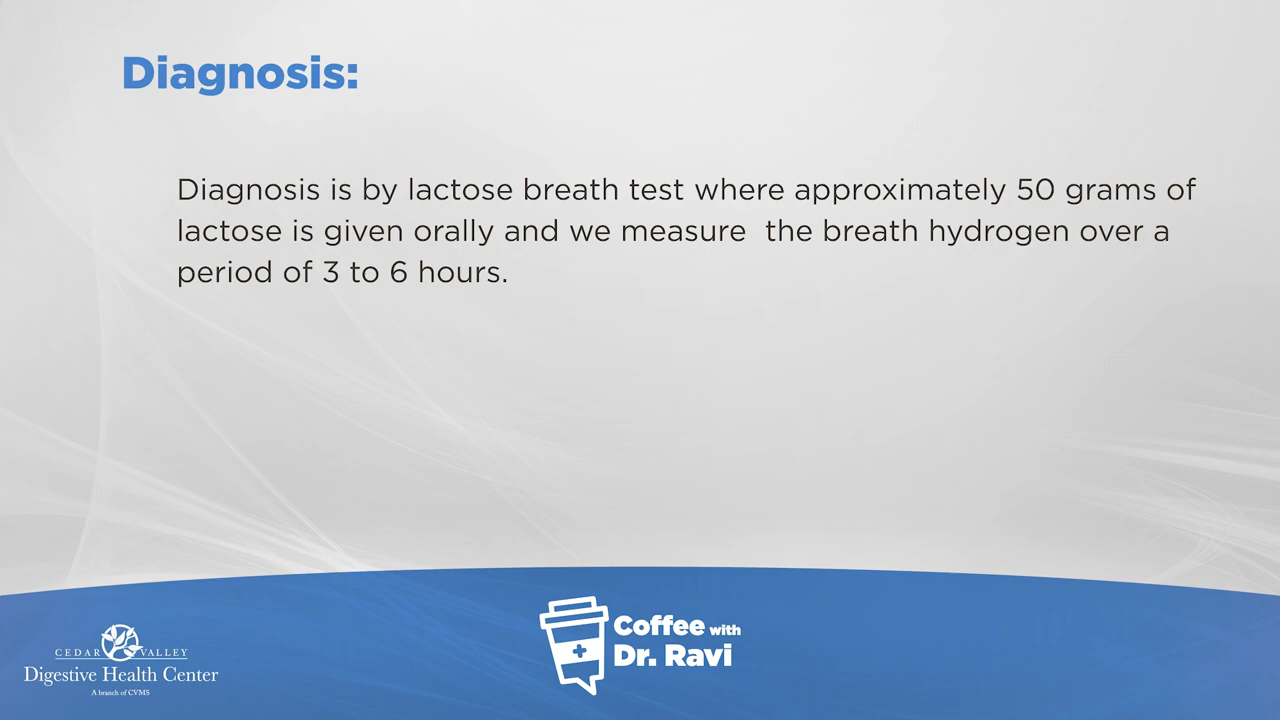 Diagnosis:
Diagnosis is by lactose breath test where approximately 50 grams of
lactose is given orally and we measure  the breath hydrogen over a
period of 3 to 6 hours.
CEDAR VALLEY
Digestive Health Center
A branch of CVMS
Coffee with
Dr. Ravi